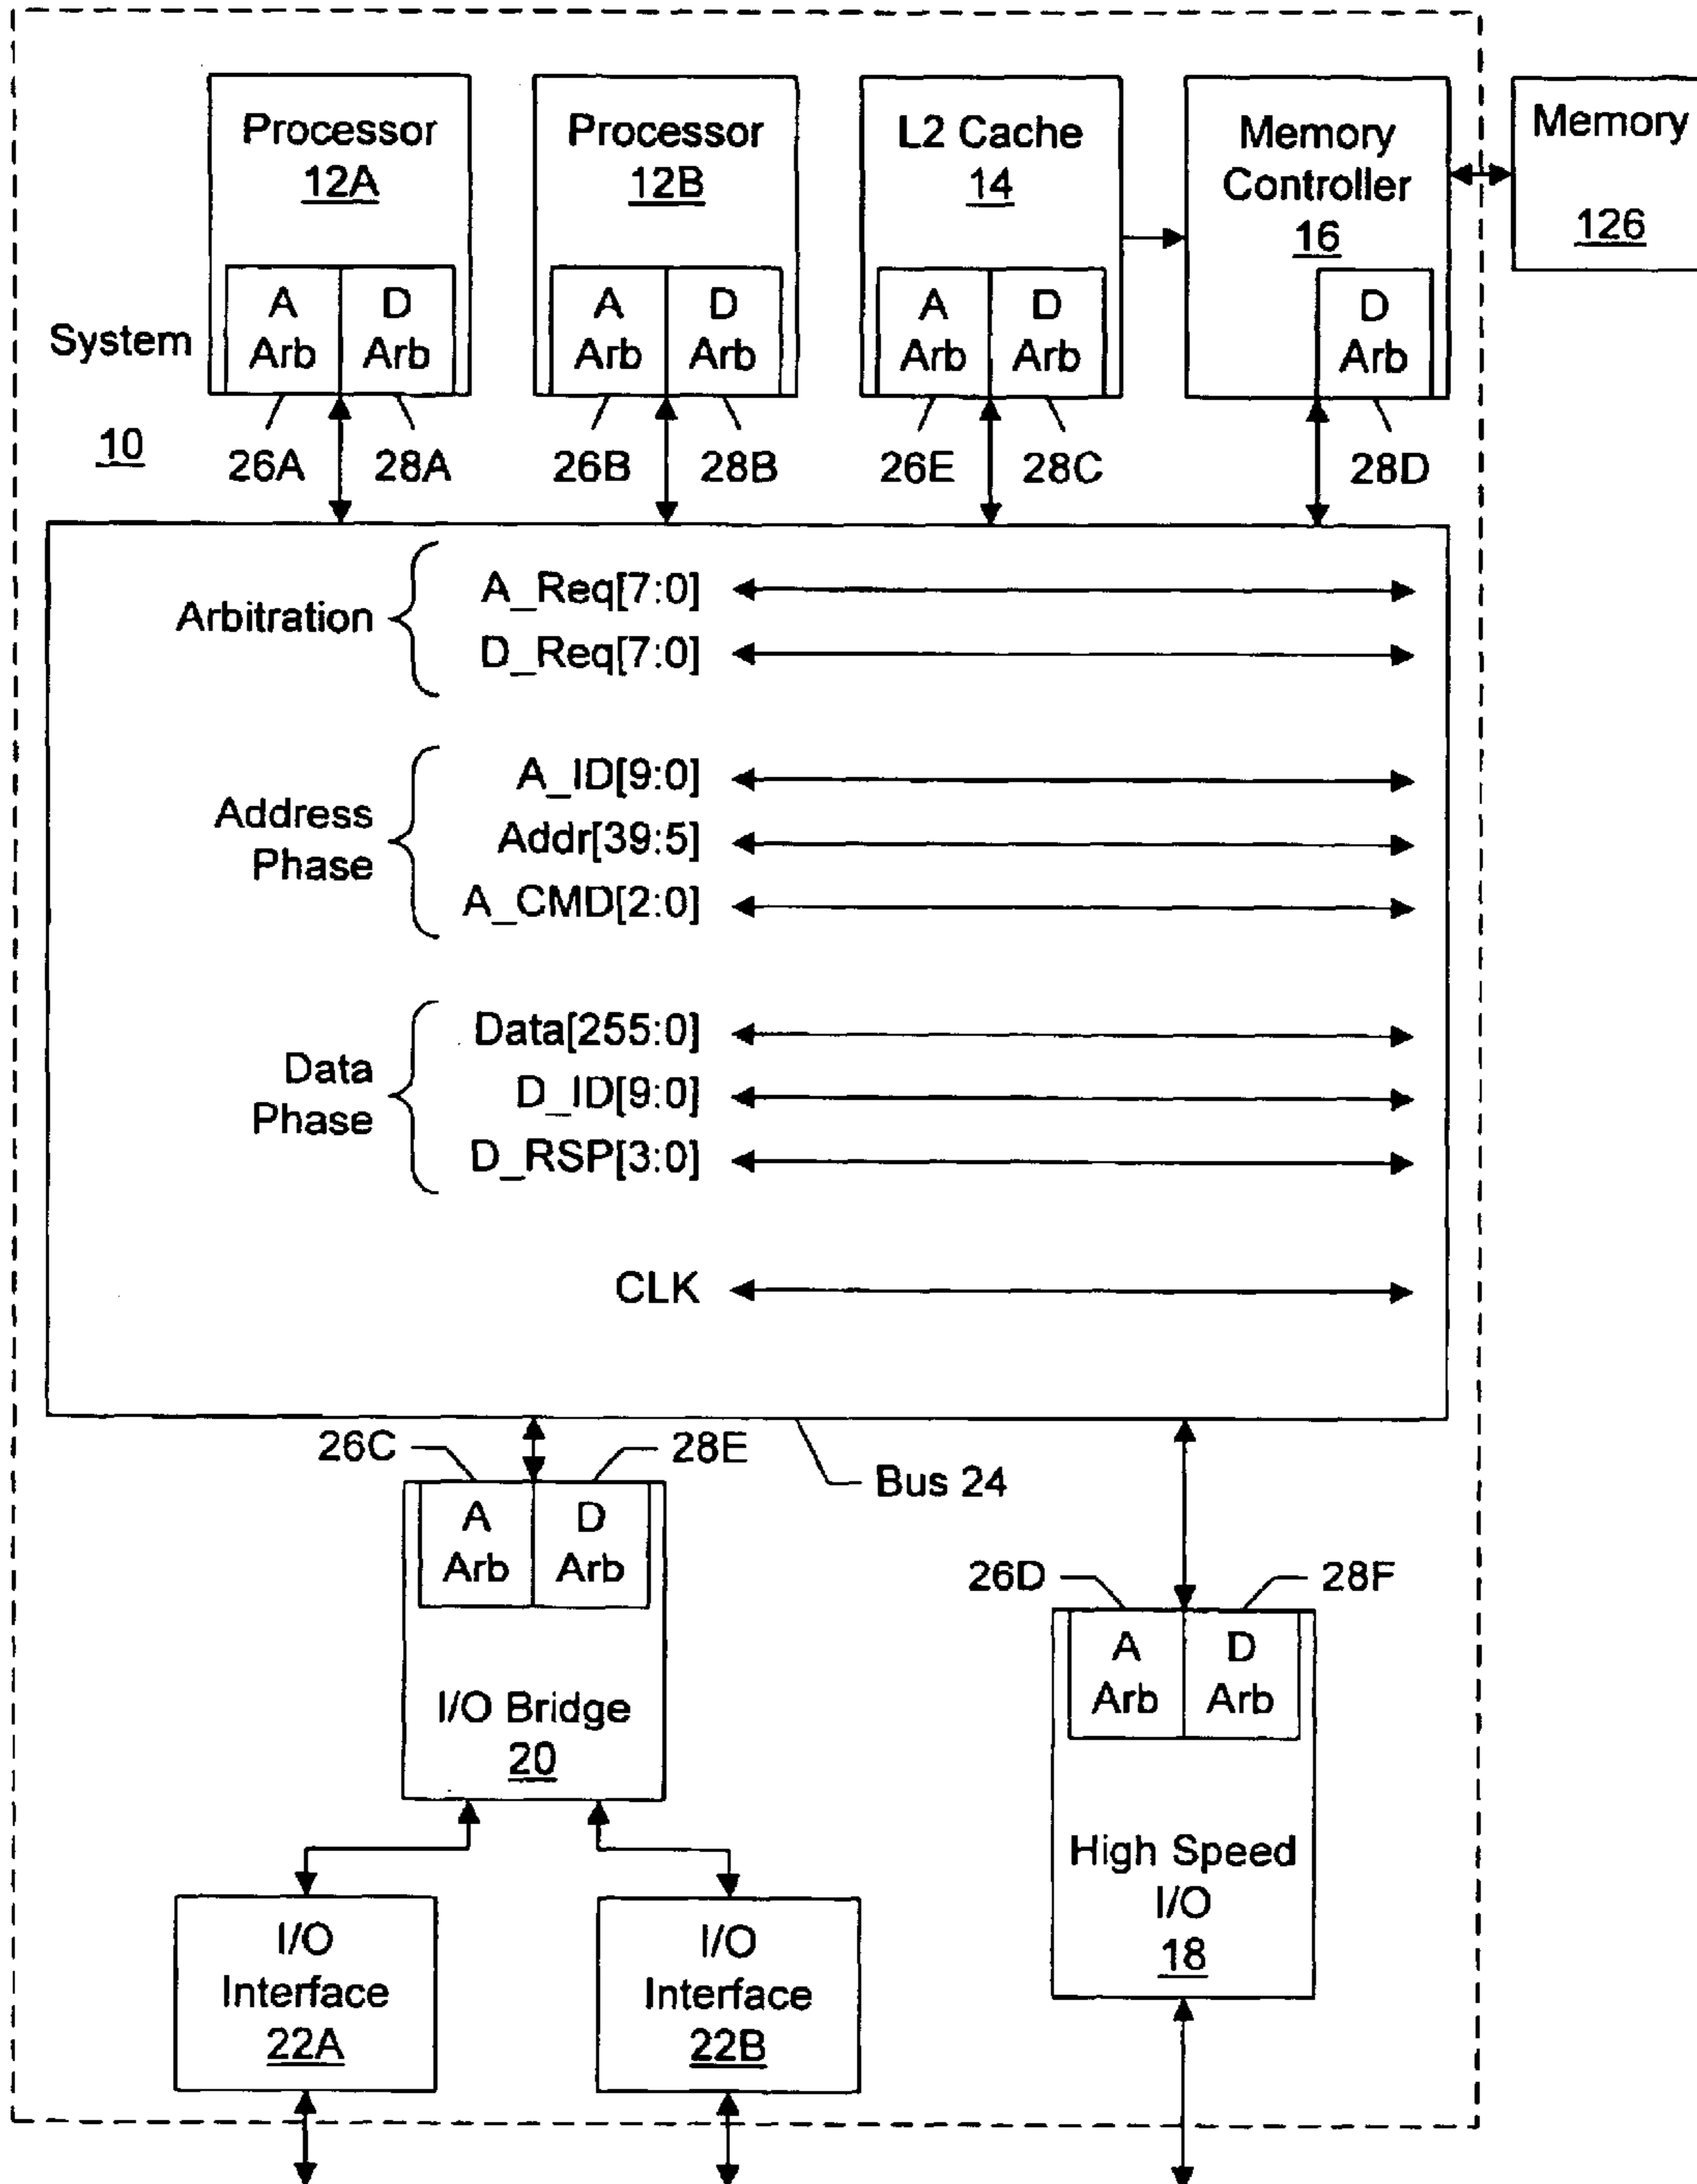 Processor
12A
Processor
12B
L2 Cache
14
Memory
Controller
16
Memory
126
A
Arb
D
Arb
A
Arb
D
Arb
A
Arb
D
Arb
D
Arb
System
10
26A
28A
26B
28B
26E
28C
28D
Arbitration
A_Req[7:0]
D_Req[7:0]
Address
Phase
A_ID[9:0]
Addr[39:5]
A_CMD[2:0]
Data
Phase
Data[255:0]
D_ID[9:0]
D_RSP[3:0]
CLK
26C
28E
Bus 24
A
Arb
D
Arb
I/O Bridge
20
26D
28F
A
Arb
D
Arb
High Speed
I/O
18
I/O
Interface
22A
I/O
Interface
22B